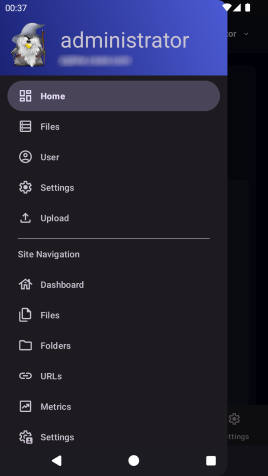 00:37
administrator
tor
Home
Files
User
Settings
Upload
Site Navigation
Dashboard
Files
Folders
URLs
Metrics
Settings
ettings